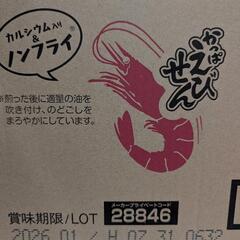 カルシウム入り
&
ノンフライ
かっぱ
えびせん
※煎った後に適量の油を
吹き付け、のどごしを
まろやかにしています。
メーカープライベートコード
賞味期限/LOT 28846
2026.01 / H 07 31 0632